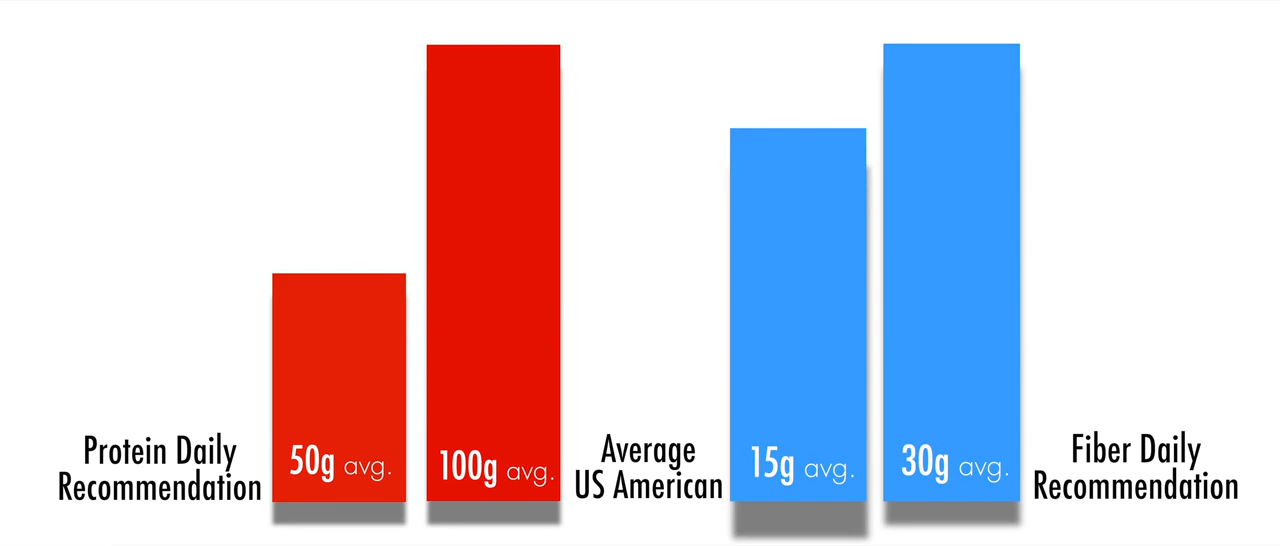 Protein Daily
Recommendation
50g avg.
100g avg.
Average
US American
15g avg.
30g avg.
Fiber Daily
Recommendation